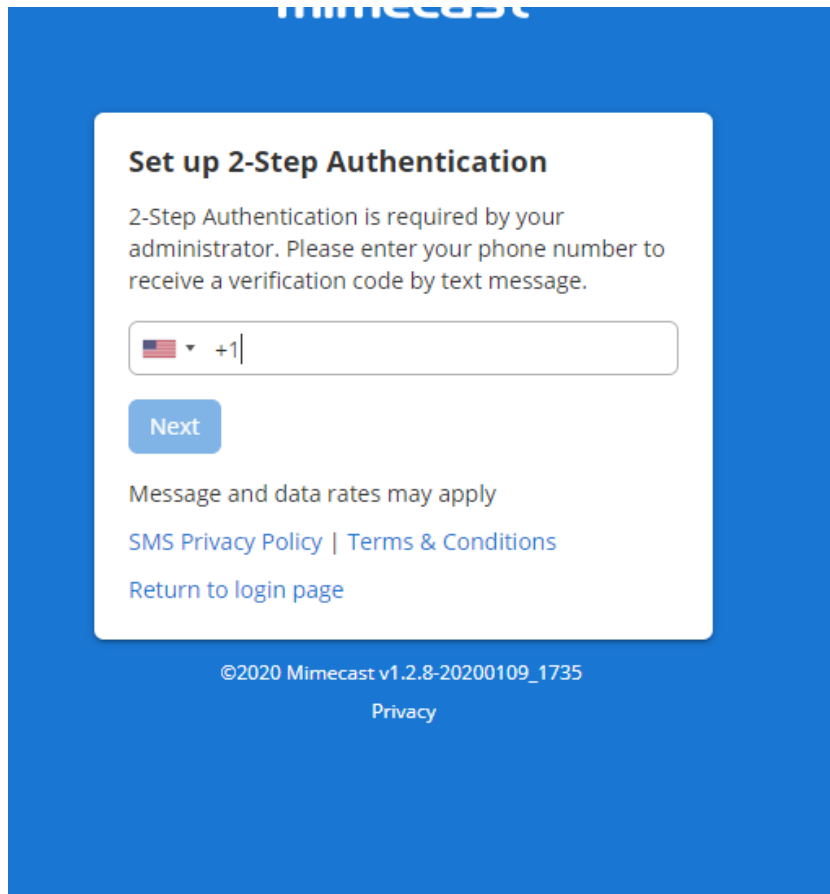 mimecast
Set up 2-Step Authentication
2-Step Authentication is required by your
administrator. Please enter your phone number to
receive a verification code by text message.
+1
Next
Message and data rates may apply
SMS Privacy Policy | Terms & Conditions
Return to login page
©2020 Mimecast v1.2.8-20200109_1735
Privacy